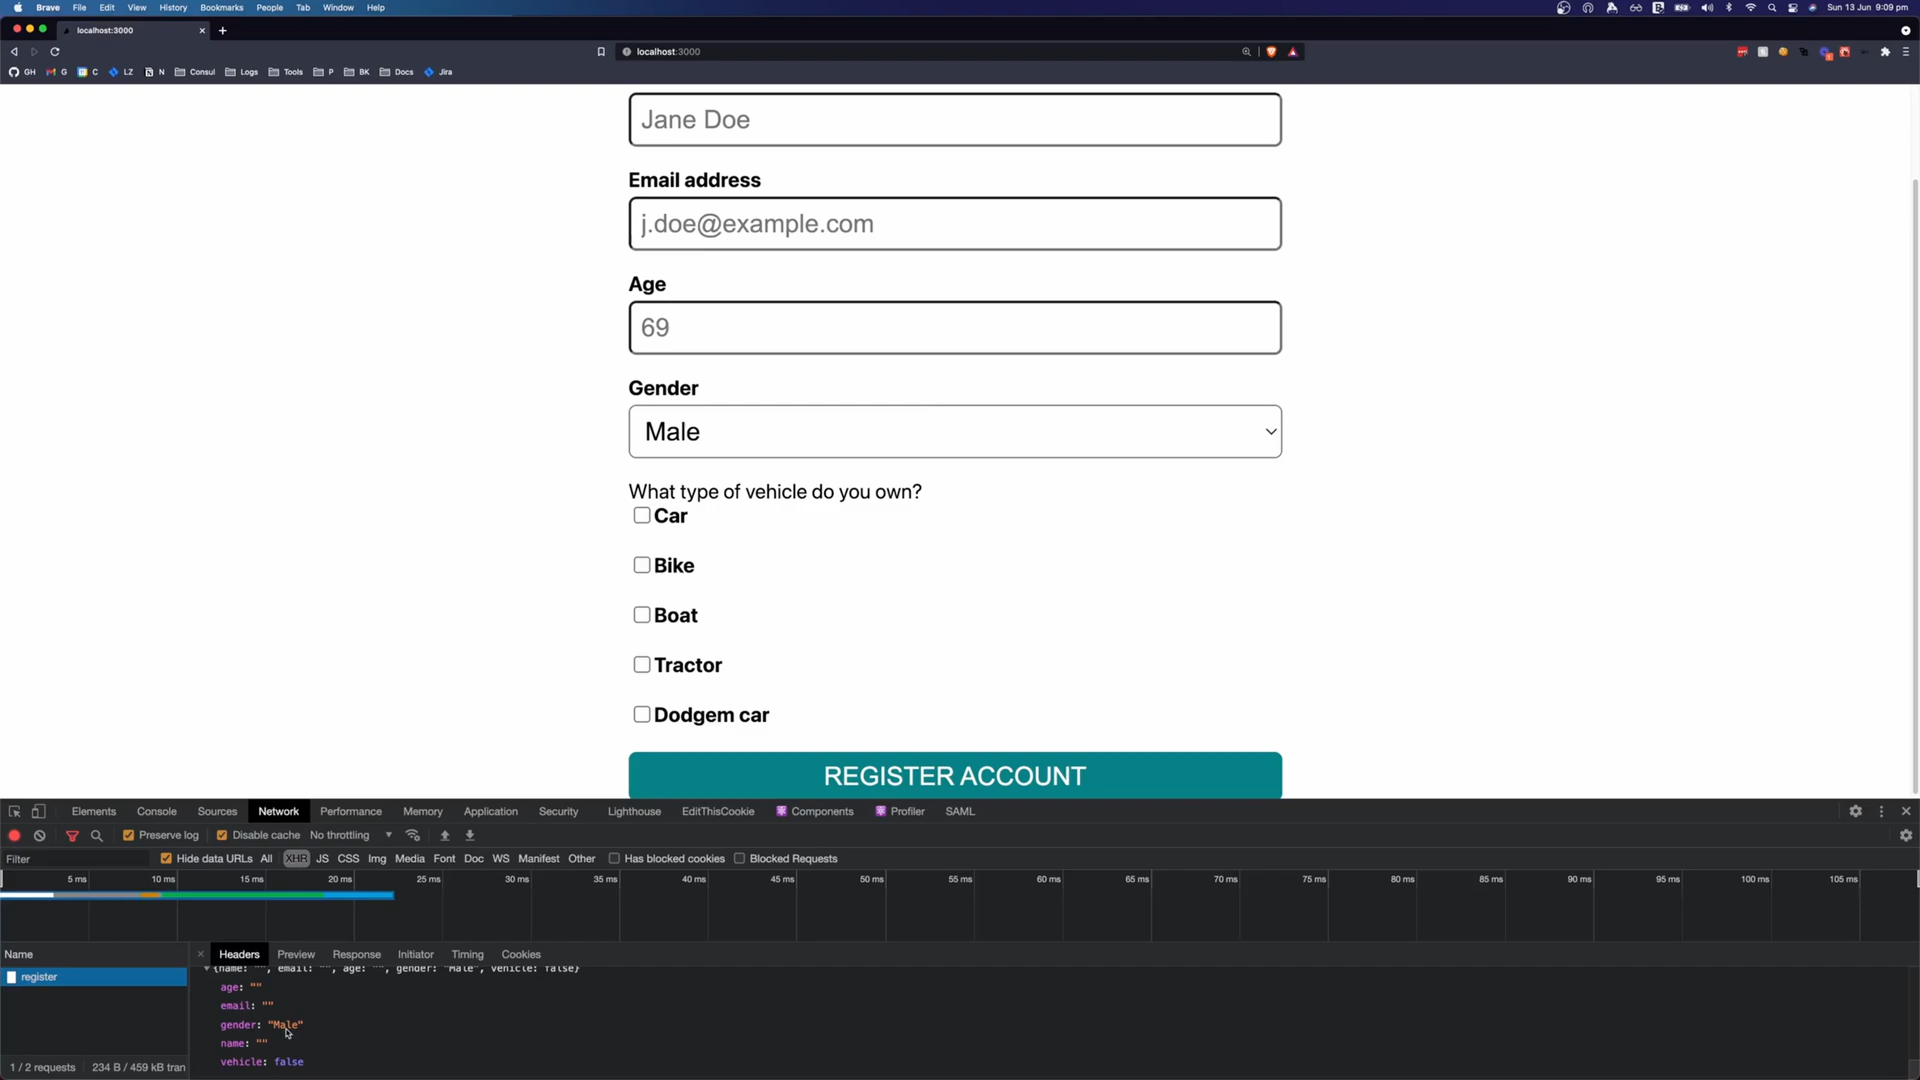 Brave File Edit View History Bookmarks People Tab Window Help Sun 13 Jun 9:09 pm
localhost:3000
localhost:3000
GH G C LZ N Consul Logs Tools P BK Docs Jira
Jane Doe
Email address
j.doe@example.com
Age
69
Gender
Male
What type of vehicle do you own?
Car
Bike
Boat
Tractor
Dodgem car
REGISTER ACCOUNT
Elements Console Sources Network Performance Memory Application Security Lighthouse EditThisCookie Components Profiler SAML
Preserve log Disable cache No throttling
Filter Hide data URLs All XHR JS CSS Img Media Font Doc WS Manifest Other Has blocked cookies Blocked Requests
5 ms 10 ms 15 ms 20 ms 25 ms 30 ms 35 ms 40 ms 45 ms 50 ms 55 ms 60 ms 65 ms 70 ms 75 ms 80 ms 85 ms 90 ms 95 ms 100 ms 105 ms
Name Headers Preview Response Initiator Timing Cookies
{name: "", email: "", age: "", gender: "Male", vehicle: false}
register
age: ""
email: ""
gender: "Male"
name: ""
vehicle: false
1 / 2 requests 234 B / 459 kB tran